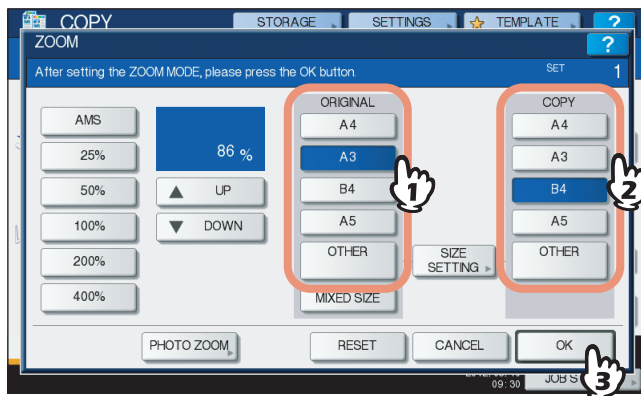 COPY STORAGE SETTINGS TEMPLATE ?
ZOOM ?
After setting the ZOOM MODE, please press the OK button. SET 1
ORIGINAL COPY
AMS A4 A4
25% 86 % A3 A3
50% UP B4 B4
100% DOWN A5 A5
200% OTHER SIZE SETTING OTHER
400% MIXED SIZE
PHOTO ZOOM RESET CANCEL OK
09:30 JOB S
1
2
3